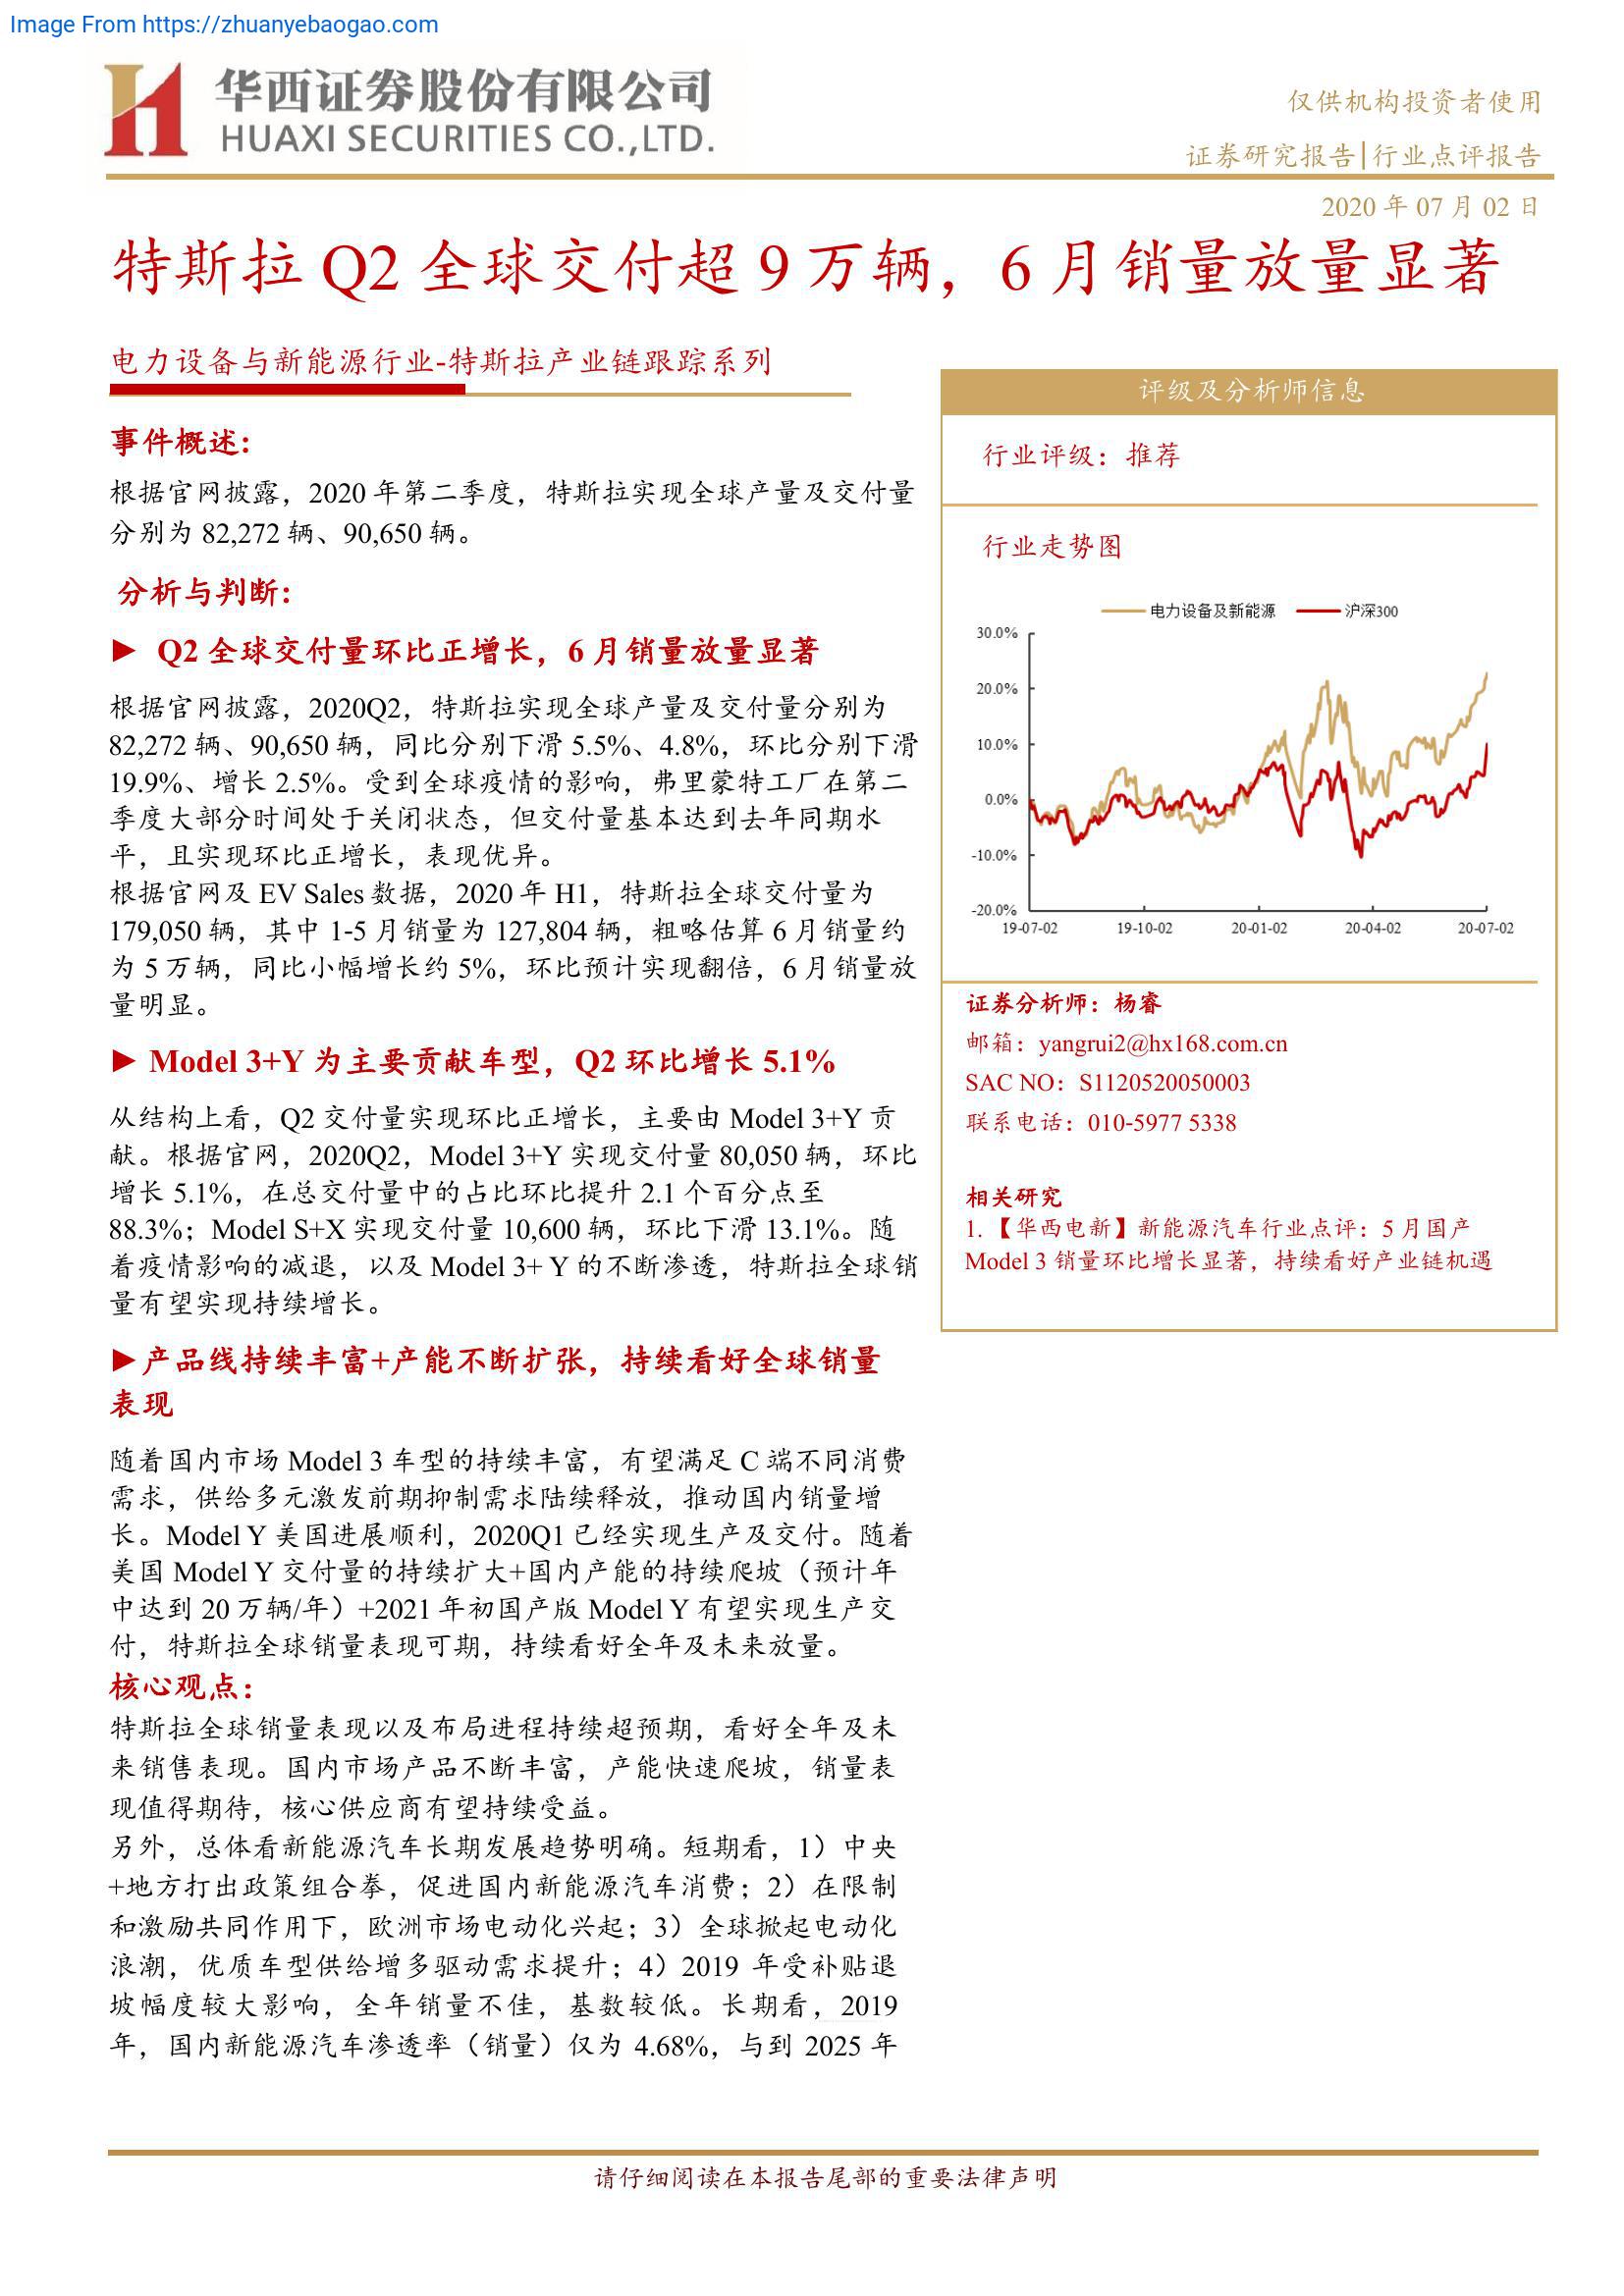 Image From https://zhuanyebaogao.com
华西证券股份有限公司
HUAXI SECURITIES CO.,LTD.
仅供机构投资者使用
证券研究报告|行业点评报告
2020 年 07 月 02 日
特斯拉 Q2 全球交付超 9 万辆，6 月销量放量显著
电力设备与新能源行业-特斯拉产业链跟踪系列
事件概述：
根据官网披露，2020 年第二季度，特斯拉实现全球产量及交付量
分别为 82,272 辆、90,650 辆。
分析与判断：
► Q2 全球交付量环比正增长，6 月销量放量显著
根据官网披露，2020Q2，特斯拉实现全球产量及交付量分别为
82,272 辆、90,650 辆，同比分别下滑 5.5%、4.8%，环比分别下滑
19.9%、增长 2.5%。受到全球疫情的影响，弗里蒙特工厂在第二
季度大部分时间处于关闭状态，但交付量基本达到去年同期水
平，且实现环比正增长，表现优异。
根据官网及 EV Sales 数据，2020 年 H1，特斯拉全球交付量为
179,050 辆，其中 1-5 月销量为 127,804 辆，粗略估算 6 月销量约
为 5 万辆，同比小幅增长约 5%，环比预计实现翻倍，6 月销量放
量明显。
► Model 3+Y 为主要贡献车型，Q2 环比增长 5.1%
从结构上看，Q2 交付量实现环比正增长，主要由 Model 3+Y 贡
献。根据官网，2020Q2，Model 3+Y 实现交付量 80,050 辆，环比
增长 5.1%，在总交付量中的占比环比提升 2.1 个百分点至
88.3%；Model S+X 实现交付量 10,600 辆，环比下滑 13.1%。随
着疫情影响的减退，以及 Model 3+ Y 的不断渗透，特斯拉全球销
量有望实现持续增长。
►产品线持续丰富+产能不断扩张，持续看好全球销量
表现
随着国内市场 Model 3 车型的持续丰富，有望满足 C 端不同消费
需求，供给多元激发前期抑制需求陆续释放，推动国内销量增
长。Model Y 美国进展顺利，2020Q1 已经实现生产及交付。随着
美国 Model Y 交付量的持续扩大+国内产能的持续爬坡（预计年
中达到 20 万辆/年）+2021 年初国产版 Model Y 有望实现生产交
付，特斯拉全球销量表现可期，持续看好全年及未来放量。
核心观点：
特斯拉全球销量表现以及布局进程持续超预期，看好全年及未
来销售表现。国内市场产品不断丰富，产能快速爬坡，销量表
现值得期待，核心供应商有望持续受益。
另外，总体看新能源汽车长期发展趋势明确。短期看，1）中央
+地方打出政策组合拳，促进国内新能源汽车消费；2）在限制
和激励共同作用下，欧洲市场电动化兴起；3）全球掀起电动化
浪潮，优质车型供给增多驱动需求提升；4）2019 年受补贴退
坡幅度较大影响，全年销量不佳，基数较低。长期看，2019
年，国内新能源汽车渗透率（销量）仅为 4.68%，与到 2025 年
评级及分析师信息
行业评级：推荐
行业走势图
电力设备及新能源 沪深300
30.0%
20.0%
10.0%
0.0%
-10.0%
-20.0%
19-07-02 19-10-02 20-01-02 20-04-02 20-07-02
证券分析师：杨睿
邮箱：yangrui2@hx168.com.cn
SAC NO：S1120520050003
联系电话：010-5977 5338
相关研究
1. 【华西电新】新能源汽车行业点评：5 月国产
Model 3 销量环比增长显著，持续看好产业链机遇
请仔细阅读在本报告尾部的重要法律声明